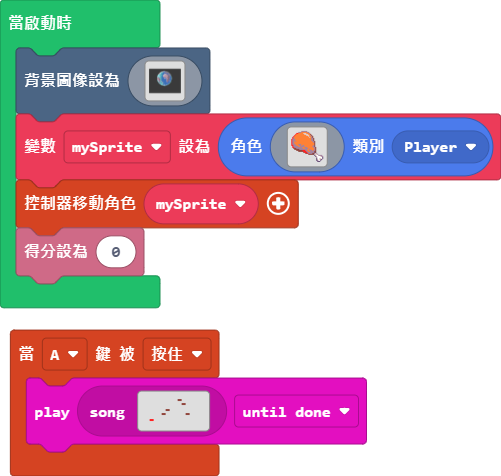 當啟動時
背景圖像設為
變數 mySprite 設為 角色 類別 Player
控制器移動角色 mySprite
得分設為 0
當 A 鍵 被 按住
play song until done